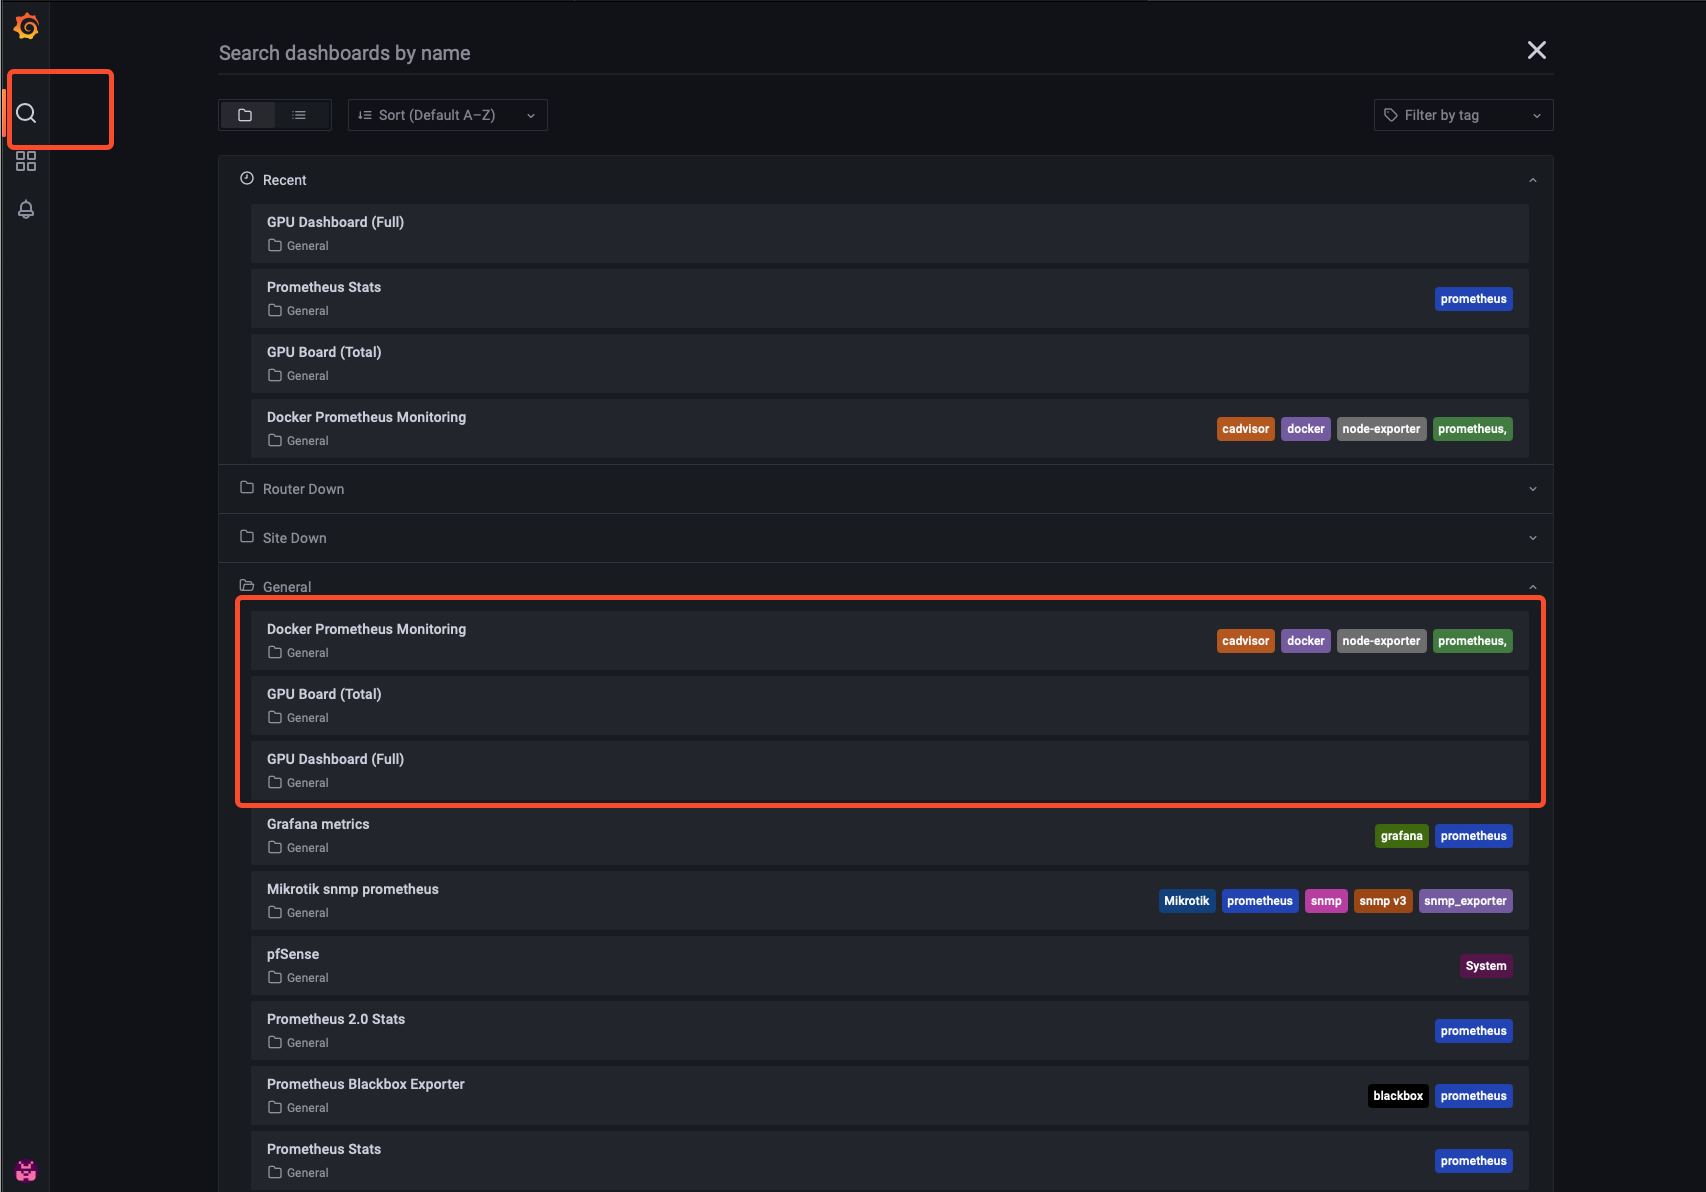 Search dashboards by name
Sort (Default A–Z)
Filter by tag
Recent
GPU Dashboard (Full)
General
Prometheus Stats
General
prometheus
GPU Board (Total)
General
Docker Prometheus Monitoring
General
cadvisor docker node-exporter prometheus,
Router Down
Site Down
General
Docker Prometheus Monitoring
General
cadvisor docker node-exporter prometheus,
GPU Board (Total)
General
GPU Dashboard (Full)
General
Grafana metrics
General
grafana prometheus
Mikrotik snmp prometheus
General
Mikrotik prometheus snmp snmp v3 snmp_exporter
pfSense
General
System
Prometheus 2.0 Stats
General
prometheus
Prometheus Blackbox Exporter
General
blackbox prometheus
Prometheus Stats
General
prometheus